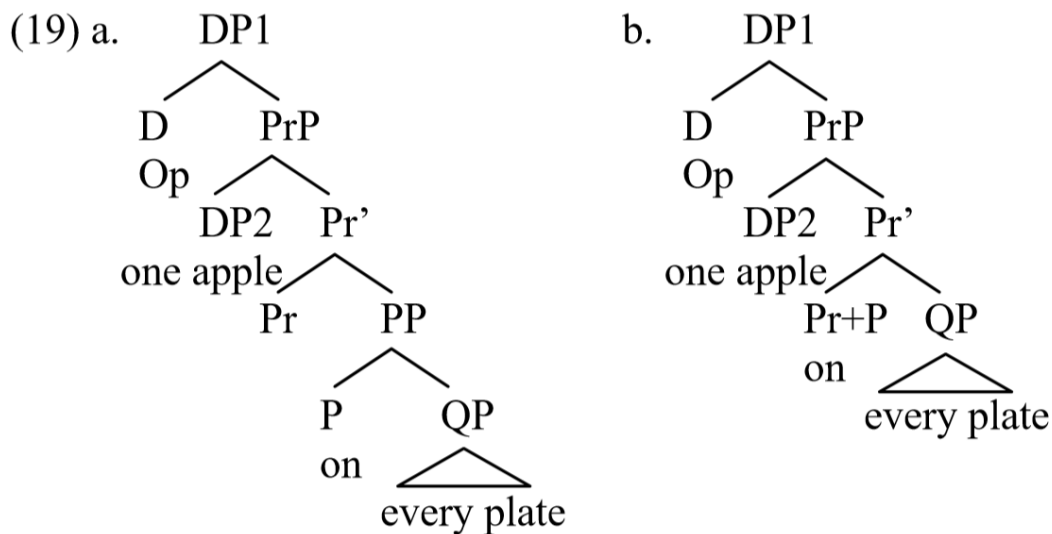 (19) a. DP1 b. DP1
D PrP D PrP
Op Op
DP2 Pr’ DP2 Pr’
one apple one apple
Pr PP Pr+P QP
on
every plate
P QP
on
every plate